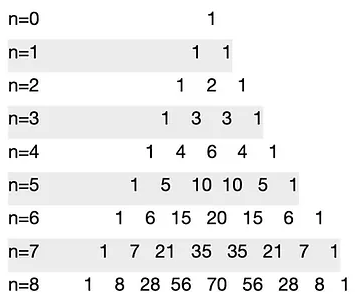 n=0 1
n=1 1 1
n=2 1 2 1
n=3 1 3 3 1
n=4 1 4 6 4 1
n=5 1 5 10 10 5 1
n=6 1 6 15 20 15 6 1
n=7 1 7 21 35 35 21 7 1
n=8 1 8 28 56 70 56 28 8 1